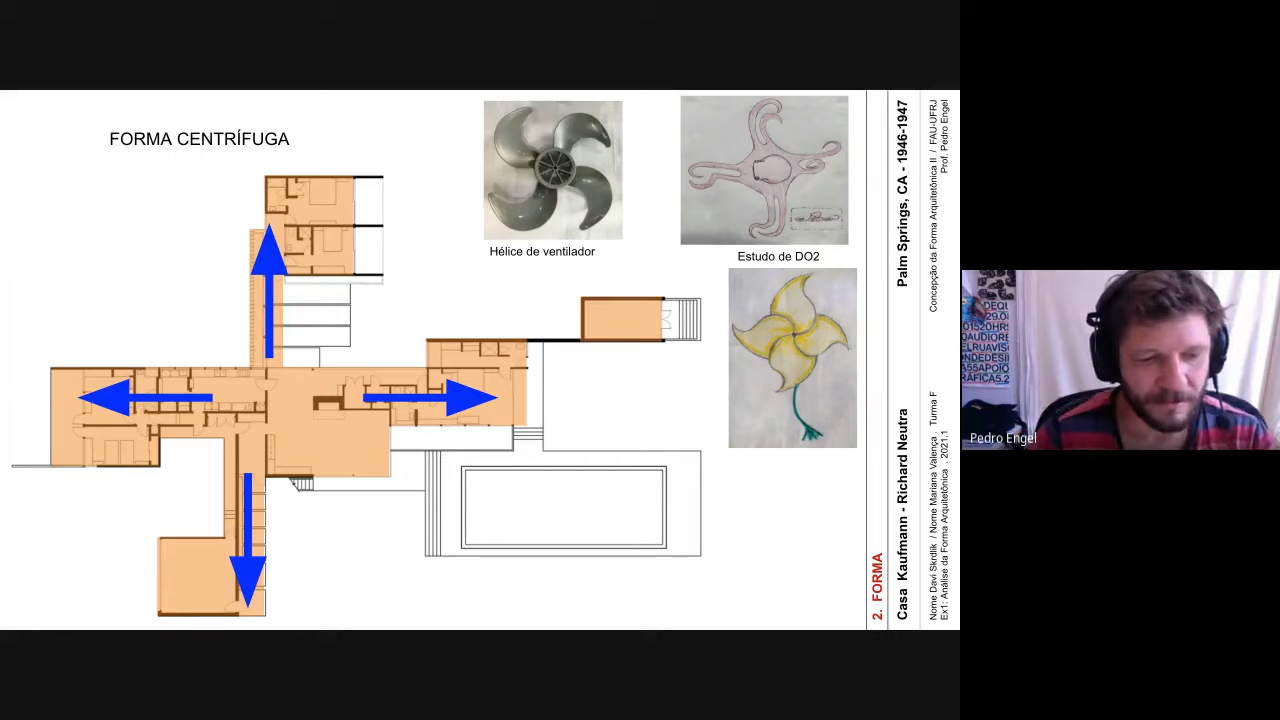 FORMA CENTRÍFUGA
Hélice de ventilador
Estudo de DO2
2. FORMA
Casa Kaufmann - Richard Neutra
Palm Springs, CA - 1946-1947
Nome Davi Skrdlik / Nome Mariana Valença . Turma F
Ex1: Análise da Forma Arquitetônica . 2021.1
Concepção da Forma Arquitetônica II / FAU-UFRJ
Prof. Pedro Engel
Pedro Engel